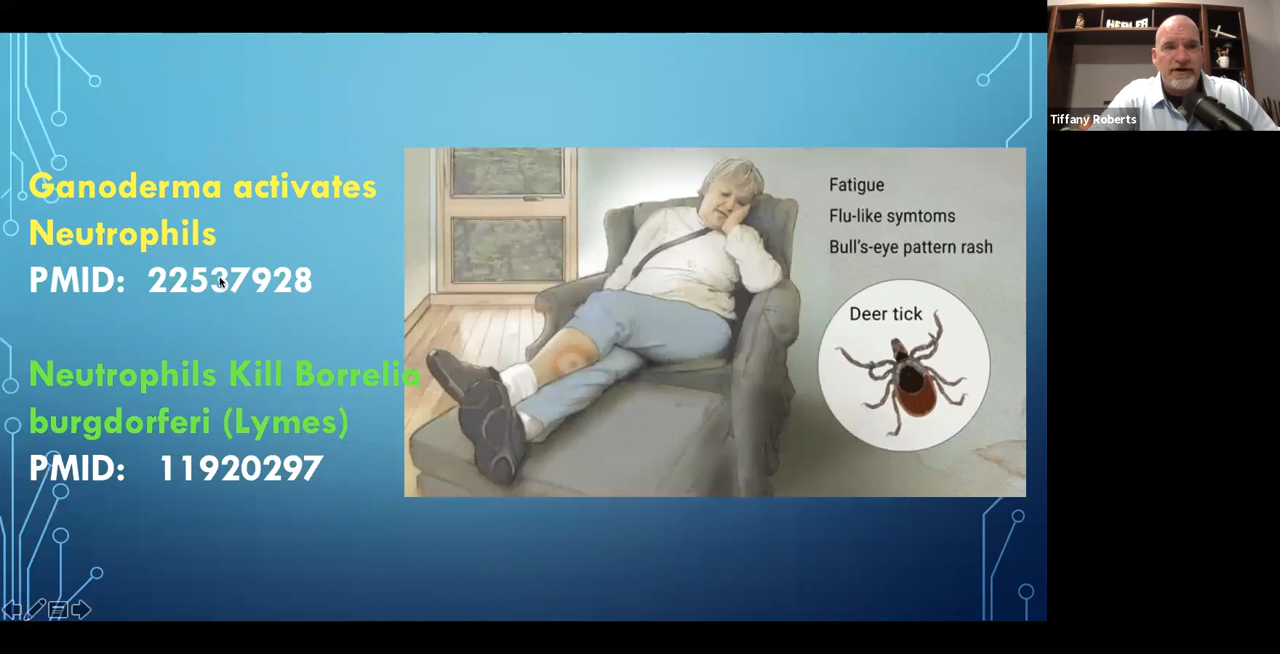 Ganoderma activates
Neutrophils
PMID: 22537928
Neutrophils Kill Borrelia
burgdorferi (Lymes)
PMID: 11920297
Fatigue
Flu-like symtoms
Bull's-eye pattern rash
Deer tick
HEALER
Tiffany Roberts